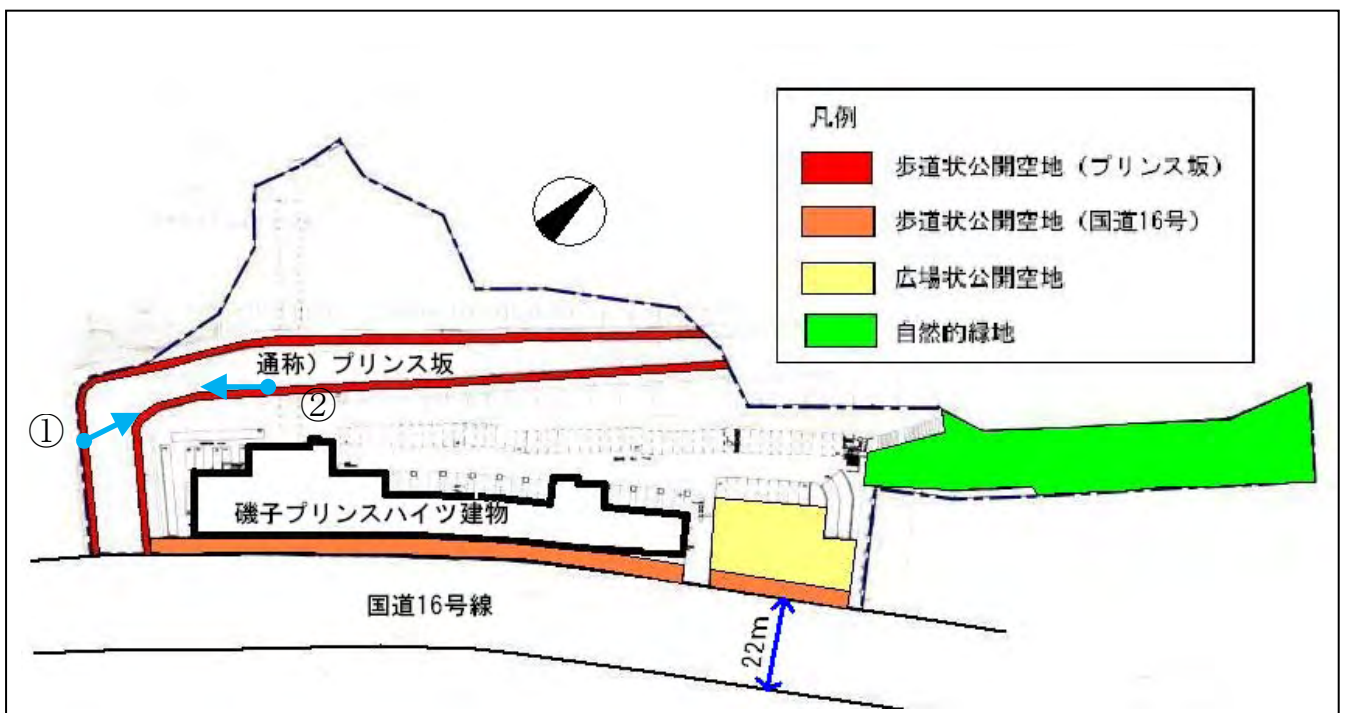 凡例
歩道状公開空地（プリンス坂）
歩道状公開空地（国道16号）
広場状公開空地
自然的緑地
通称）プリンス坂
①
②
磯子プリンスハイツ建物
国道16号線
22m